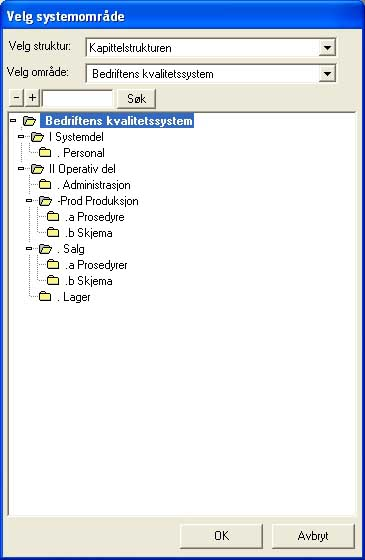 Velg systemområde
Velg struktur: Kapittelstrukturen
Velg område: Bedriftens kvalitetssystem
- + Søk
Bedriftens kvalitetssystem
I Systemdel
. Personal
II Operativ del
. Administrasjon
-Prod Produksjon
.a Prosedyre
.b Skjema
. Salg
.a Prosedyrer
.b Skjema
. Lager
OK Avbryt